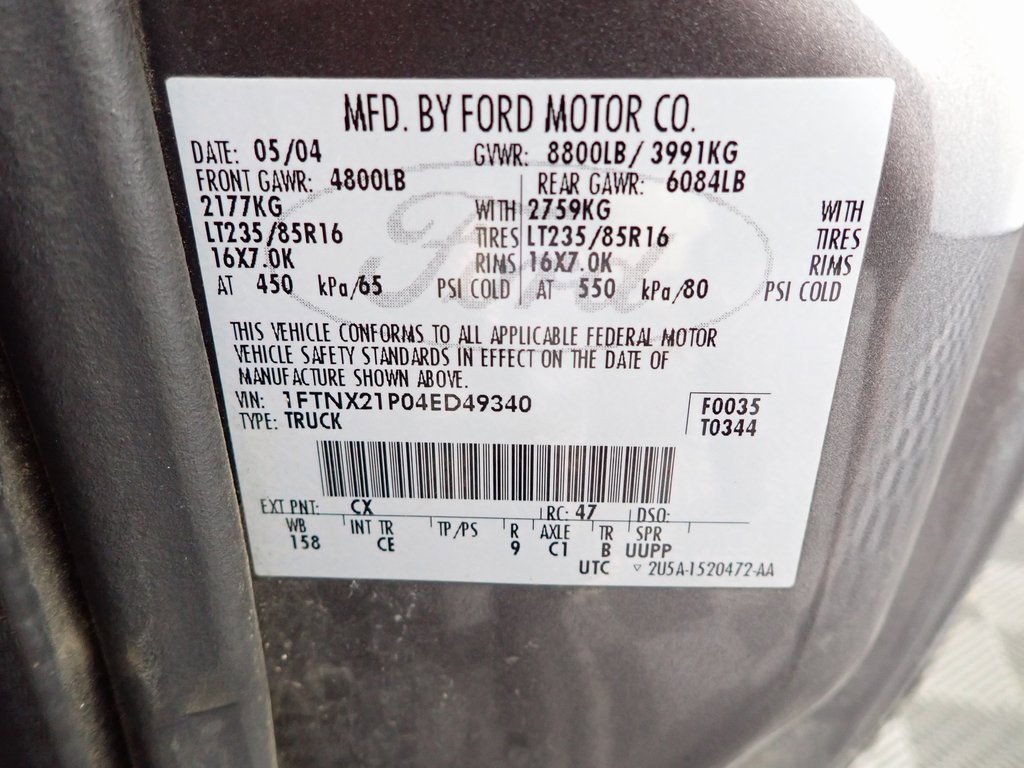 MFD. BY FORD MOTOR CO.
DATE: 05/04 GVWR: 8800LB/ 3991KG
FRONT GAWR: 4800LB REAR GAWR: 6084LB
2177KG WITH 2759KG WITH
LT235/85R16 TIRES LT235/85R16 TIRES
16X7.0K RIMS 16X7.0K RIMS
AT 450 kPa/65 PSI COLD AT 550 kPa/80 PSI COLD
Ford
THIS VEHICLE CONFORMS TO ALL APPLICABLE FEDERAL MOTOR
VEHICLE SAFETY STANDARDS IN EFFECT ON THE DATE OF
MANUFACTURE SHOWN ABOVE.
VIN: 1FTNX21P04ED49340 F0035
TYPE: TRUCK T0344
EXT PNT: CX RC: 47 DSO:
WB INT TR TP/PS R AXLE TR SPR
158 CE 9 C1 B UUPP
UTC ▽ 2U5A-1520472-AA